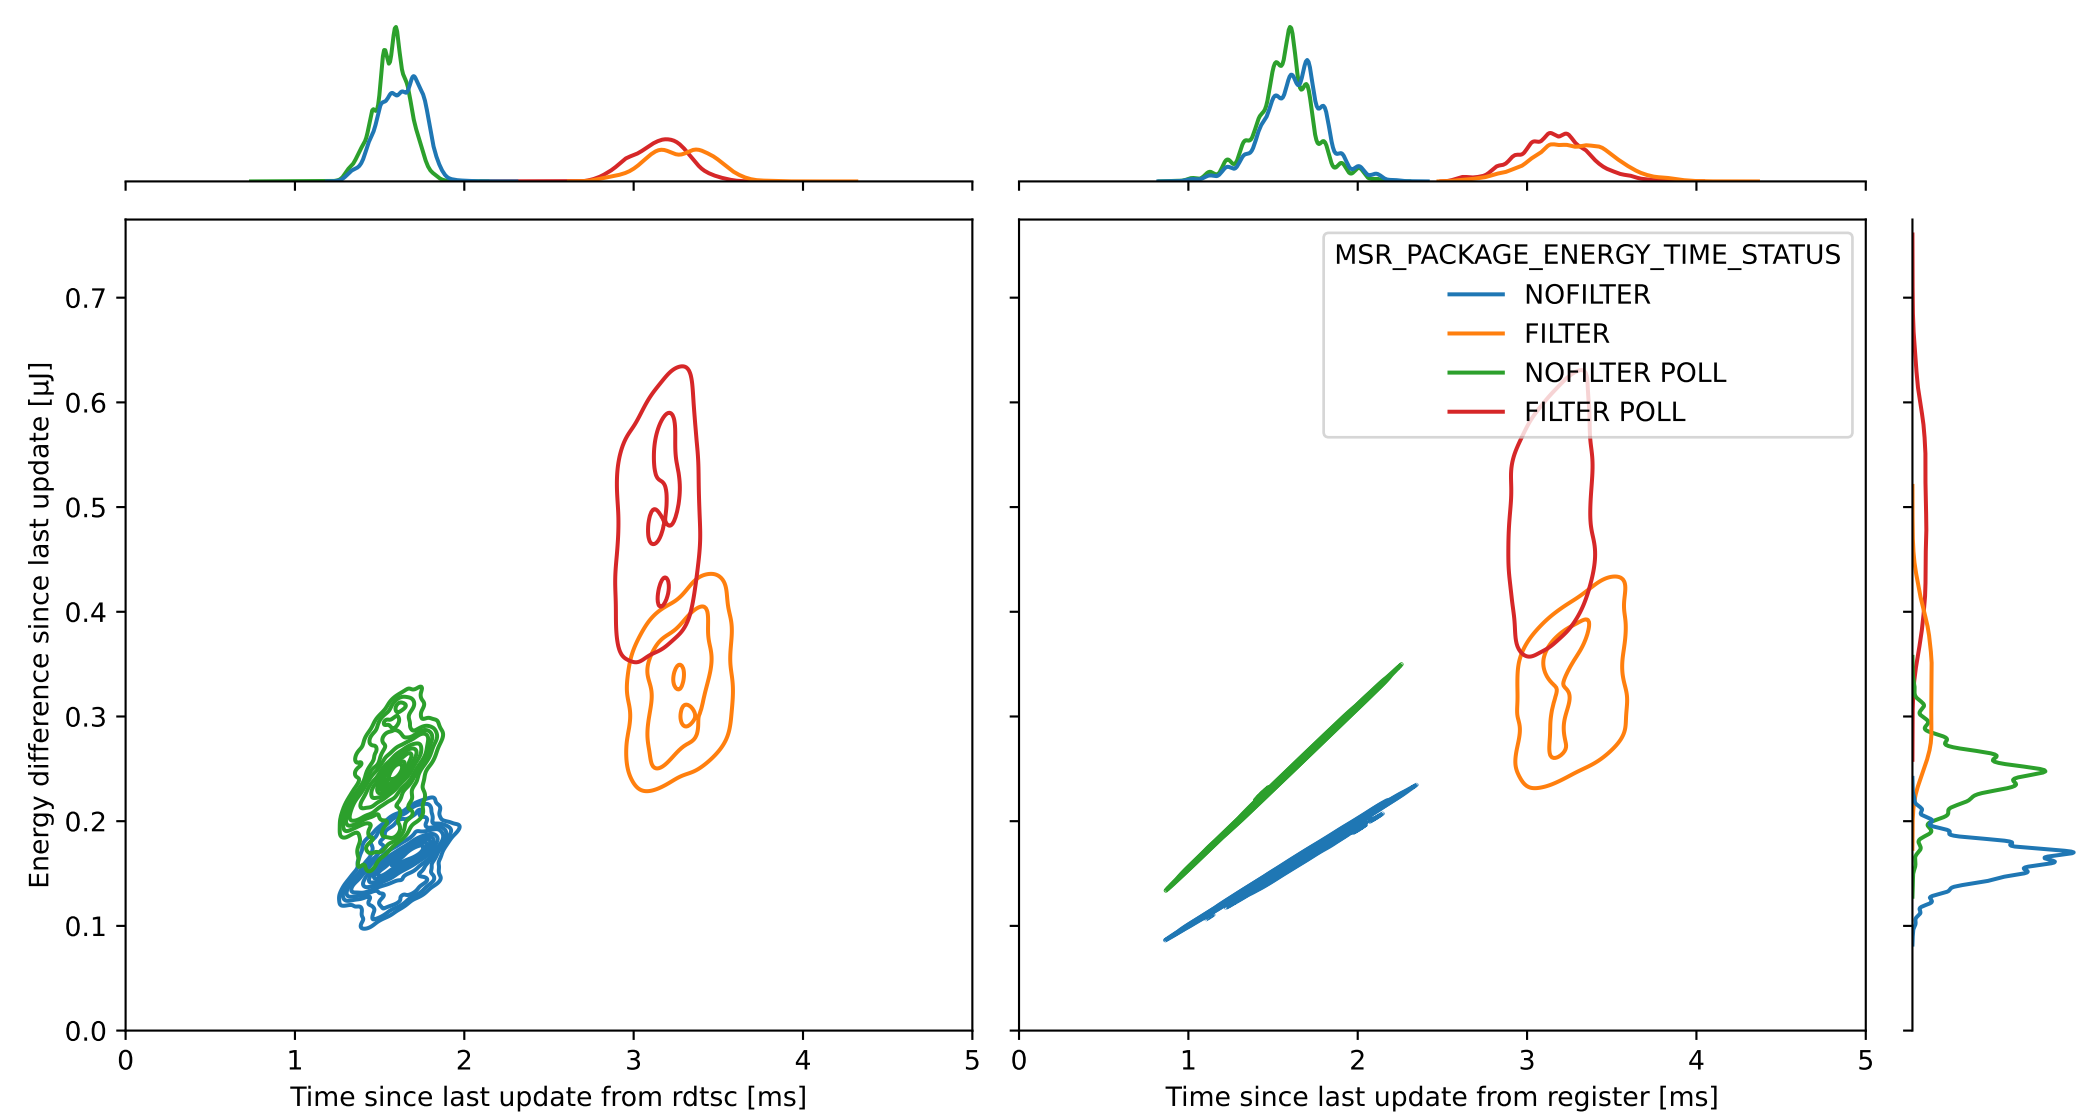 MSR_PACKAGE_ENERGY_TIME_STATUS
NOFILTER
FILTER
NOFILTER POLL
FILTER POLL
Energy difference since last update [µJ]
0.7
0.6
0.5
0.4
0.3
0.2
0.1
0.0
0 1 2 3 4 5
0 1 2 3 4 5
Time since last update from rdtsc [ms]
Time since last update from register [ms]